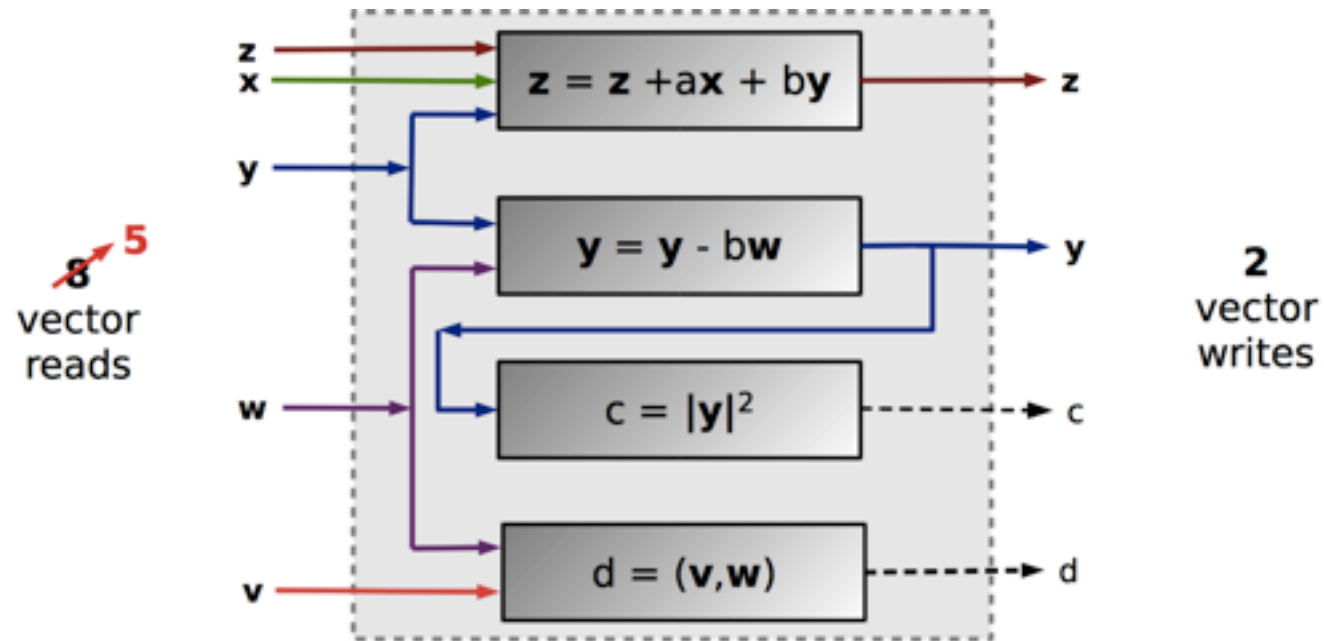 z
x
z = z +ax + by
z
y
5
8
vector
reads
y = y - bw
y
2
vector
writes
w
c = |y|²
c
v
d = (v,w)
d